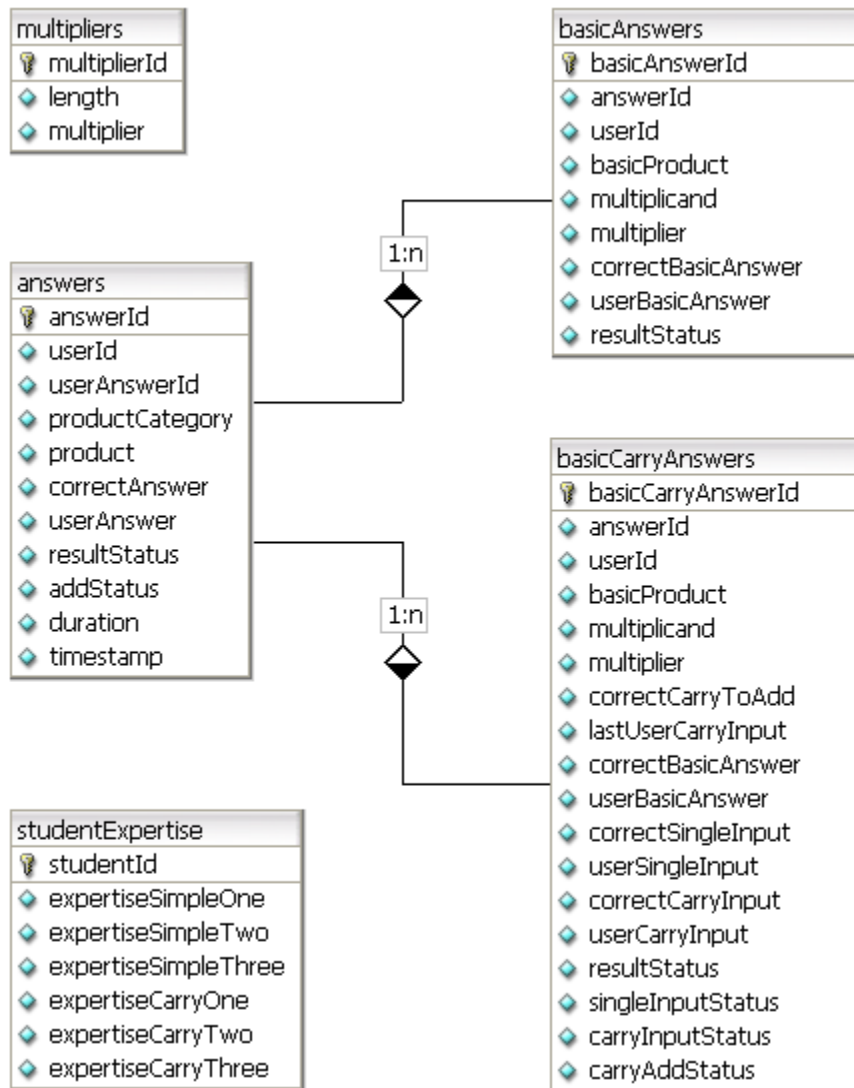 multipliers
multiplierId
length
multiplier
basicAnswers
basicAnswerId
answerId
userId
basicProduct
multiplicand
multiplier
correctBasicAnswer
userBasicAnswer
resultStatus
1:n
answers
answerId
userId
userAnswerId
productCategory
product
correctAnswer
userAnswer
resultStatus
addStatus
duration
timestamp
1:n
basicCarryAnswers
basicCarryAnswerId
answerId
userId
basicProduct
multiplicand
multiplier
correctCarryToAdd
lastUserCarryInput
correctBasicAnswer
userBasicAnswer
correctSingleInput
userSingleInput
correctCarryInput
userCarryInput
resultStatus
singleInputStatus
carryInputStatus
carryAddStatus
studentExpertise
studentId
expertiseSimpleOne
expertiseSimpleTwo
expertiseSimpleThree
expertiseCarryOne
expertiseCarryTwo
expertiseCarryThree